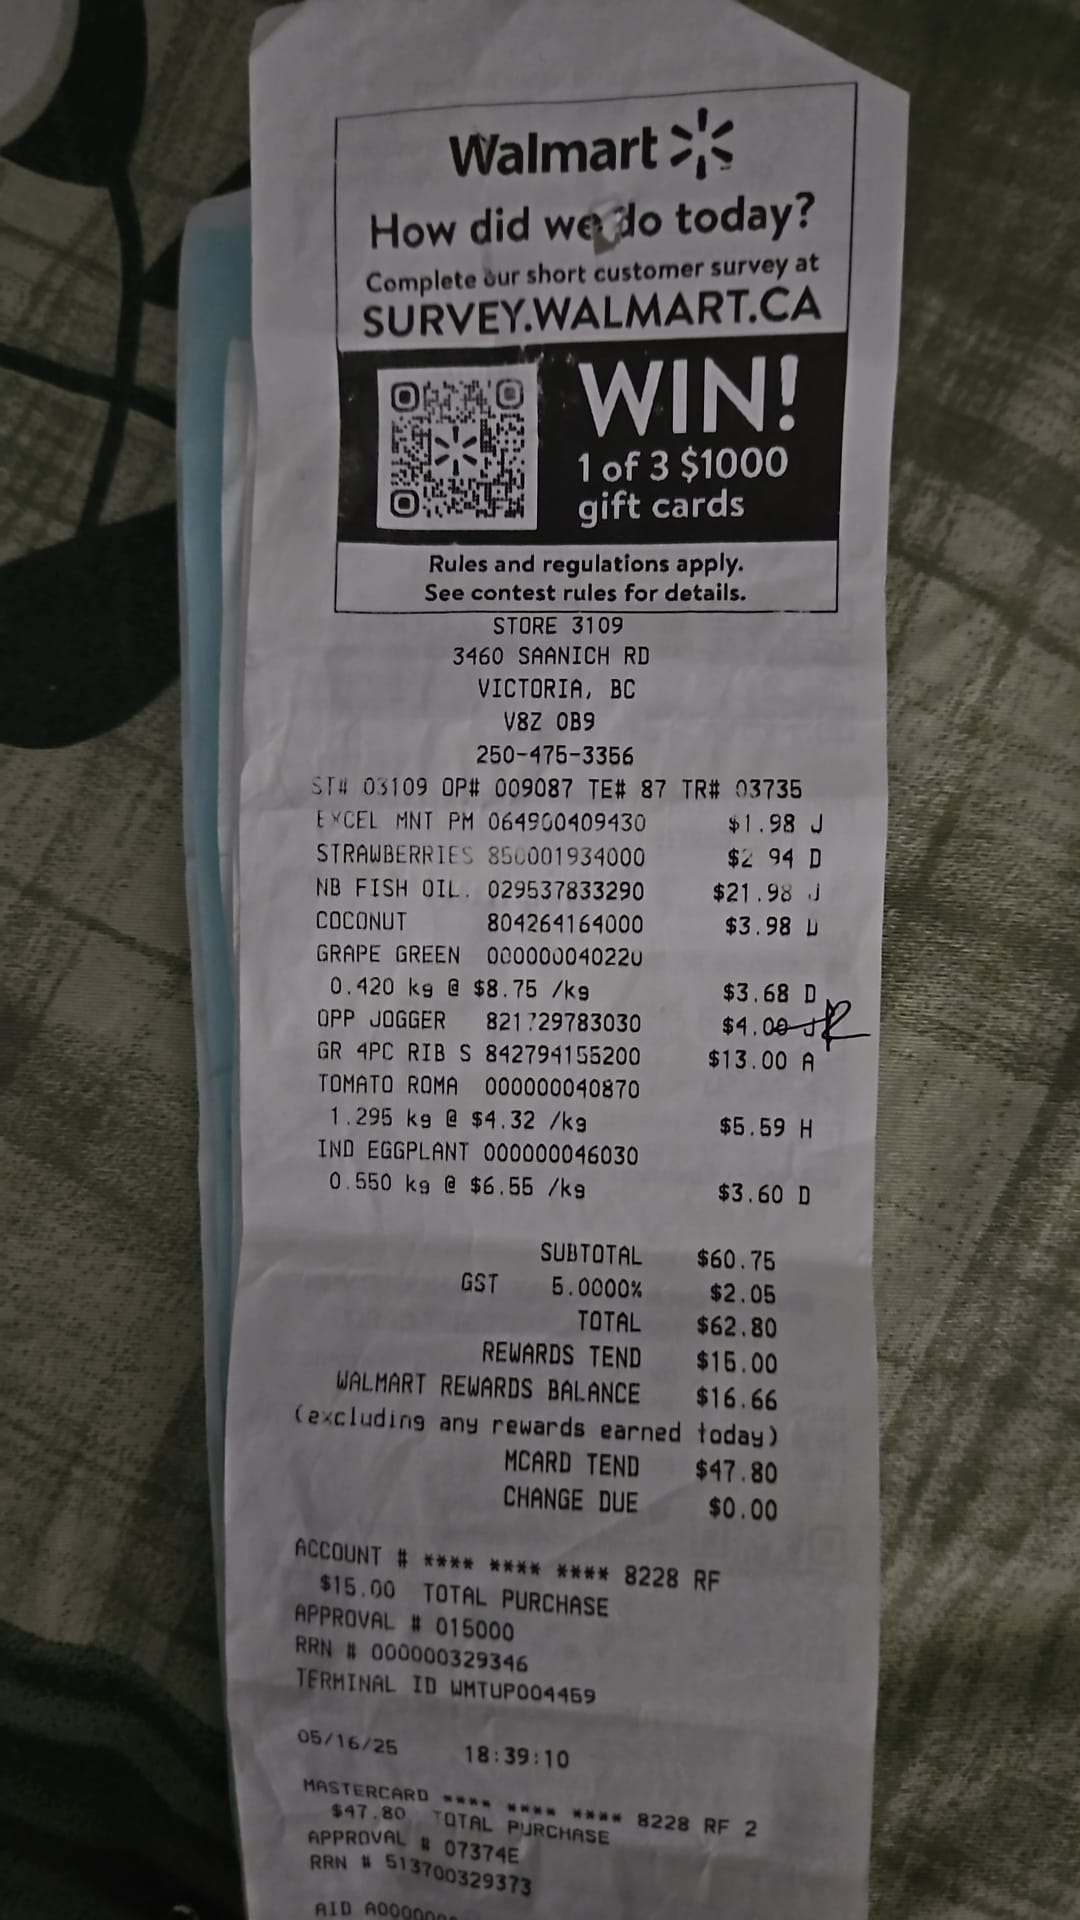 Walmart
How did we do today?
Complete our short customer survey at
SURVEY.WALMART.CA
WIN!
1 of 3 $1000
gift cards
Rules and regulations apply.
See contest rules for details.
STORE 3109
3460 SAANICH RD
VICTORIA, BC
V8Z 0B9
250-475-3356
ST# 03109 OP# 009087 TE# 87 TR# 03735
EXCEL MNT PM 064900409430 $1.98 J
STRAWBERRIES 850001934000 $2 94 D
NB FISH OIL. 029537833290 $21.98 J
COCONUT 804264164000 $3.98 D
GRAPE GREEN 000000040220
0.420 kg @ $8.75 /kg $3.68 D
OPP JOGGER 821729783030 $4.00 J
GR 4PC RIB S 842794155200 $13.00 A
TOMATO ROMA 000000040870
1.295 kg @ $4.32 /kg $5.59 H
IND EGGPLANT 000000046030
0.550 kg @ $6.55 /kg $3.60 D
SUBTOTAL $60.75
GST 5.0000% $2.05
TOTAL $62.80
REWARDS TEND $15.00
WALMART REWARDS BALANCE $16.66
(excluding any rewards earned today)
MCARD TEND $47.80
CHANGE DUE $0.00
ACCOUNT # **** **** **** 8228 RF
$15.00 TOTAL PURCHASE
APPROVAL # 015000
RRN # 000000329346
TERMINAL ID WMTUP004459
05/16/25 18:39:10
MASTERCARD **** **** **** 8228 RF 2
$47.80 TOTAL PURCHASE
APPROVAL # 07374E
RRN # 513700329373
AID